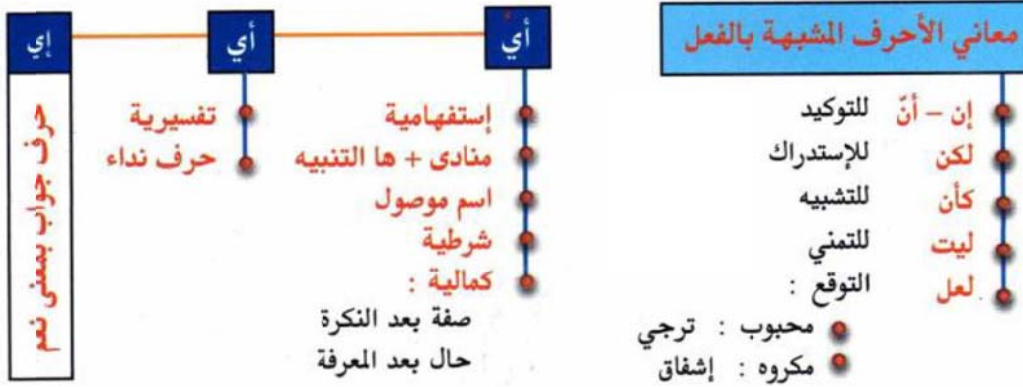 معاني الأحرف المشبهة بالفعل
إن – أنّ للتوكيد
لكن للإستدراك
كأن للتشبيه
ليت للتمني
لعل التوقع :
محبوب : ترجي
مكروه : إشفاق
أيّ
إستفهامية
منادى + ها التنبيه
اسم موصول
شرطية
كمالية :
صفة بعد النكرة
حال بعد المعرفة
أي
تفسيرية
حرف نداء
إي
حرف جواب بمعنى نعم